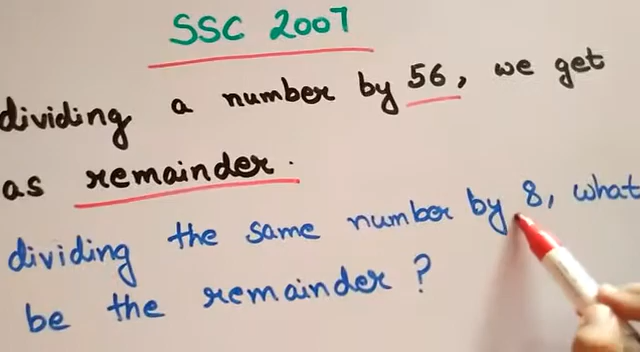 SSC 2007
dividing a number by 56, we get
as remainder.
dividing the same number by 8, what
be the remainder?